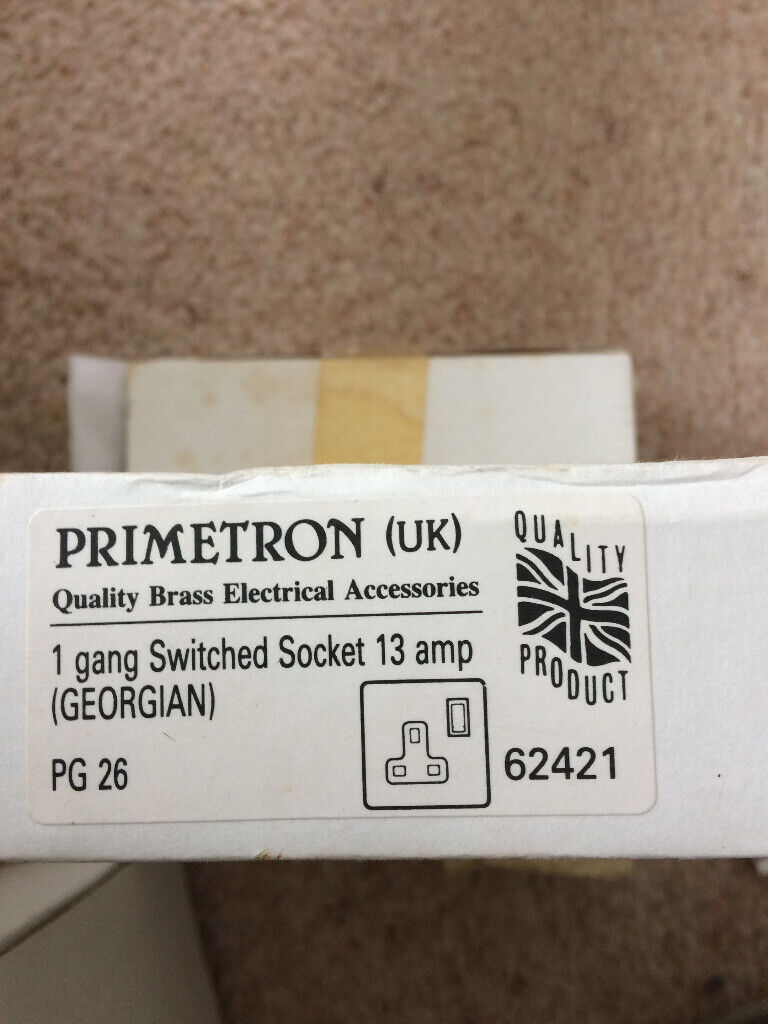 PRIMETRON (UK)
Quality Brass Electrical Accessories
1 gang Switched Socket 13 amp
(GEORGIAN)
PG 26
62421
QUALITY
PRODUCT